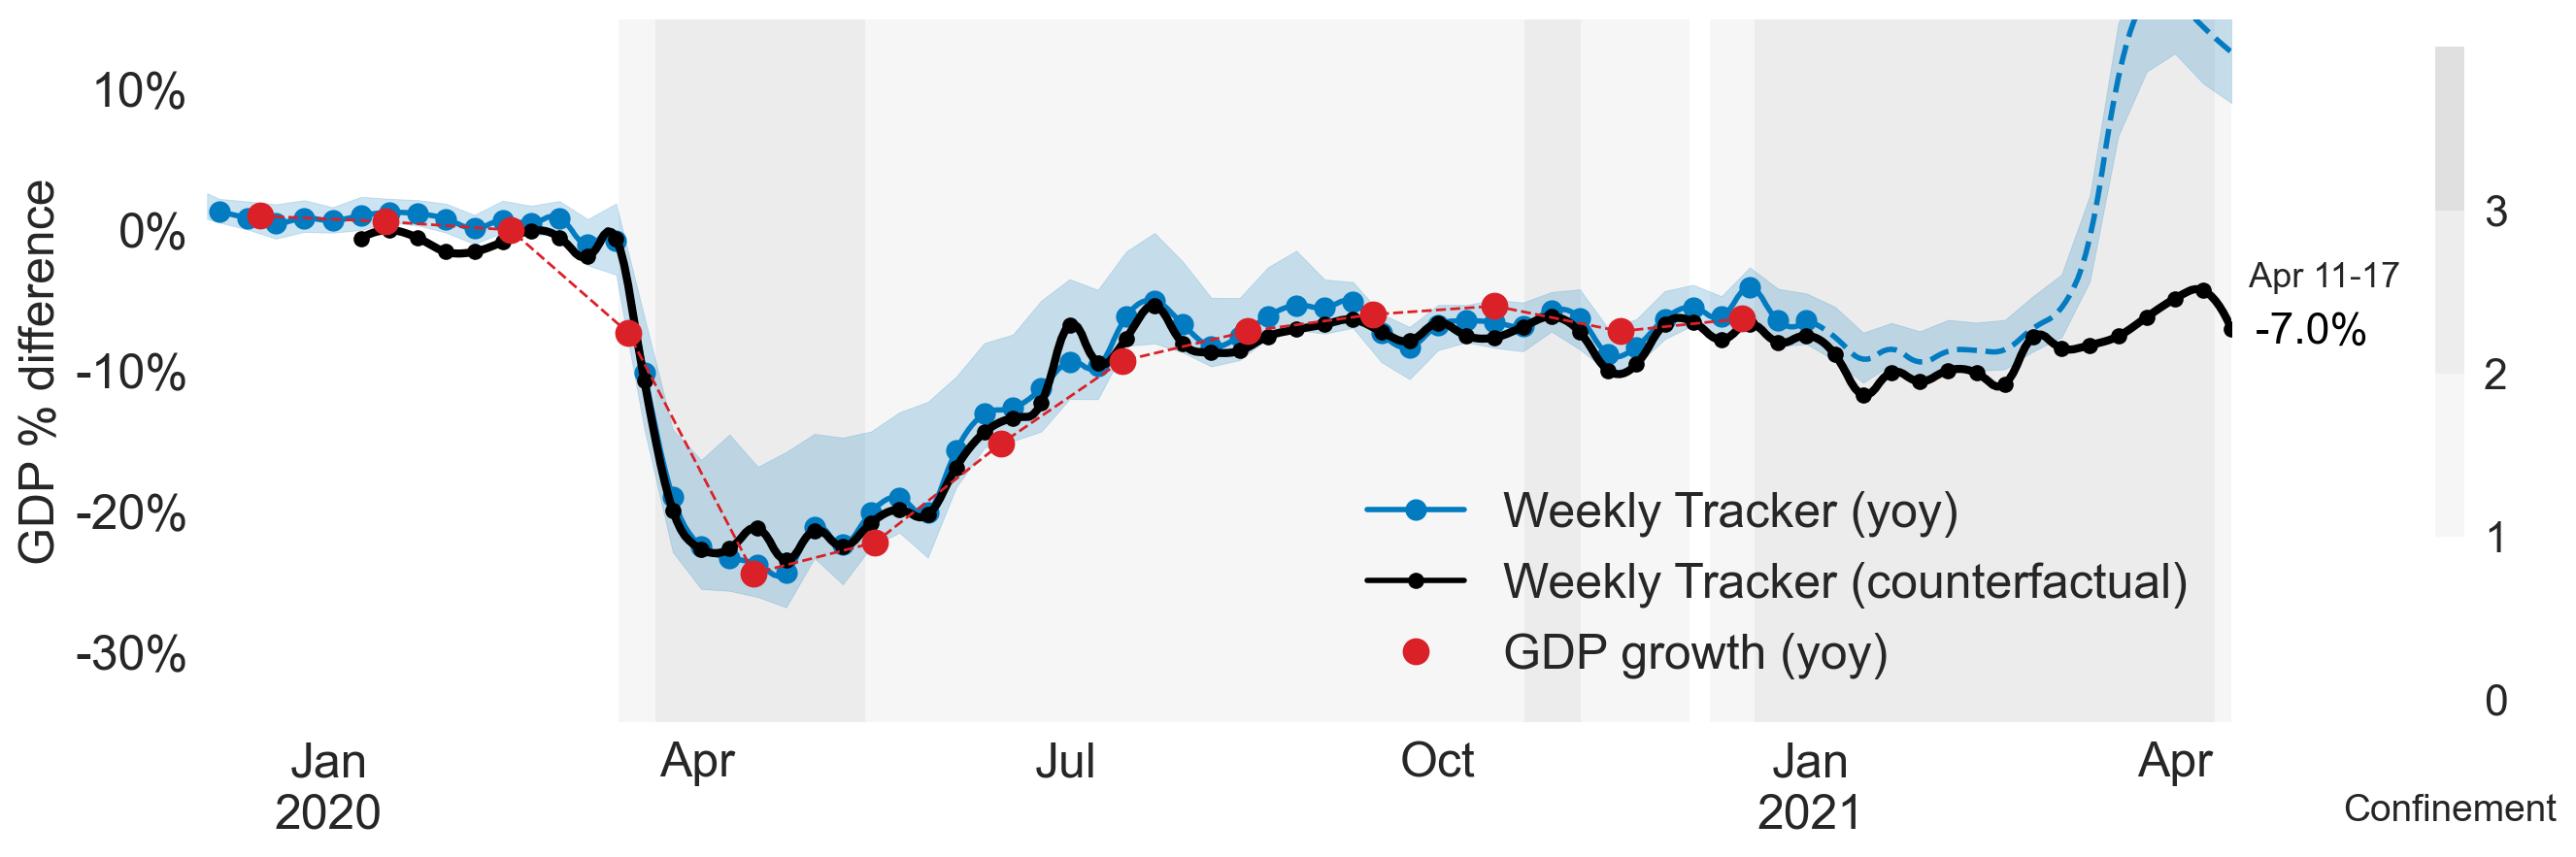 GDP % difference
10%
0%
-10%
-20%
-30%
Jan
2020
Apr
Jul
Oct
Jan
2021
Apr
Weekly Tracker (yoy)
Weekly Tracker (counterfactual)
GDP growth (yoy)
Apr 11-17
-7.0%
3
2
1
0
Confinement